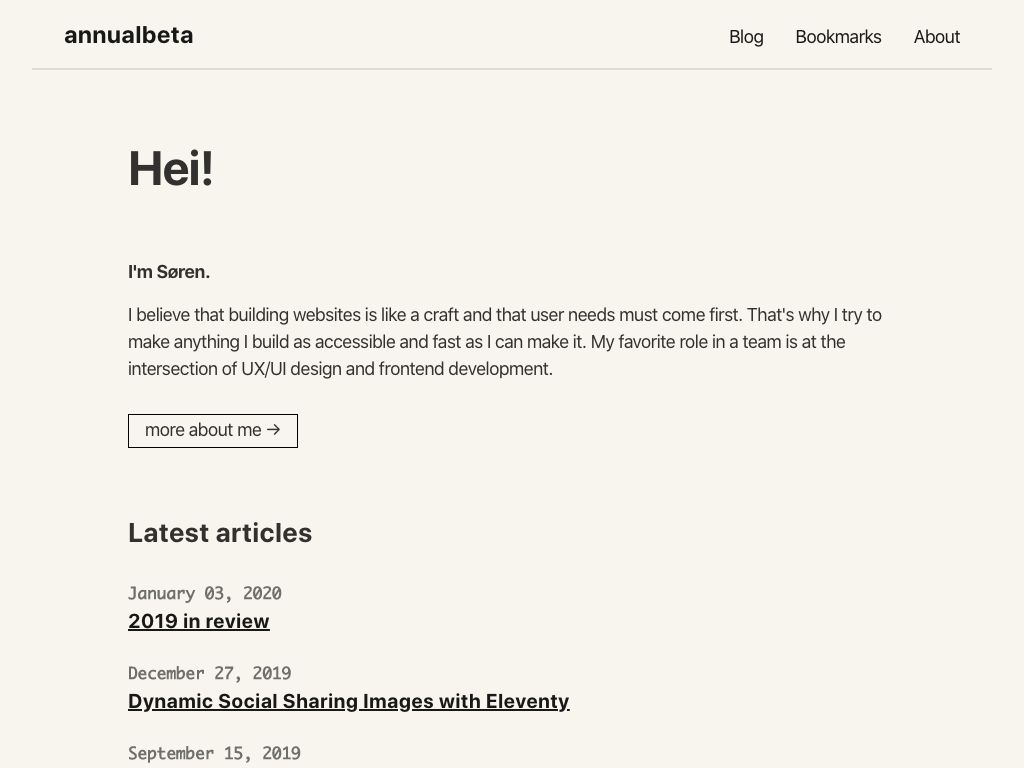 annualbeta
Blog
Bookmarks
About
Hei!
I'm Søren.
I believe that building websites is like a craft and that user needs must come first. That's why I try to
make anything I build as accessible and fast as I can make it. My favorite role in a team is at the
intersection of UX/UI design and frontend development.
more about me →
Latest articles
January 03, 2020
2019 in review
December 27, 2019
Dynamic Social Sharing Images with Eleventy
September 15, 2019